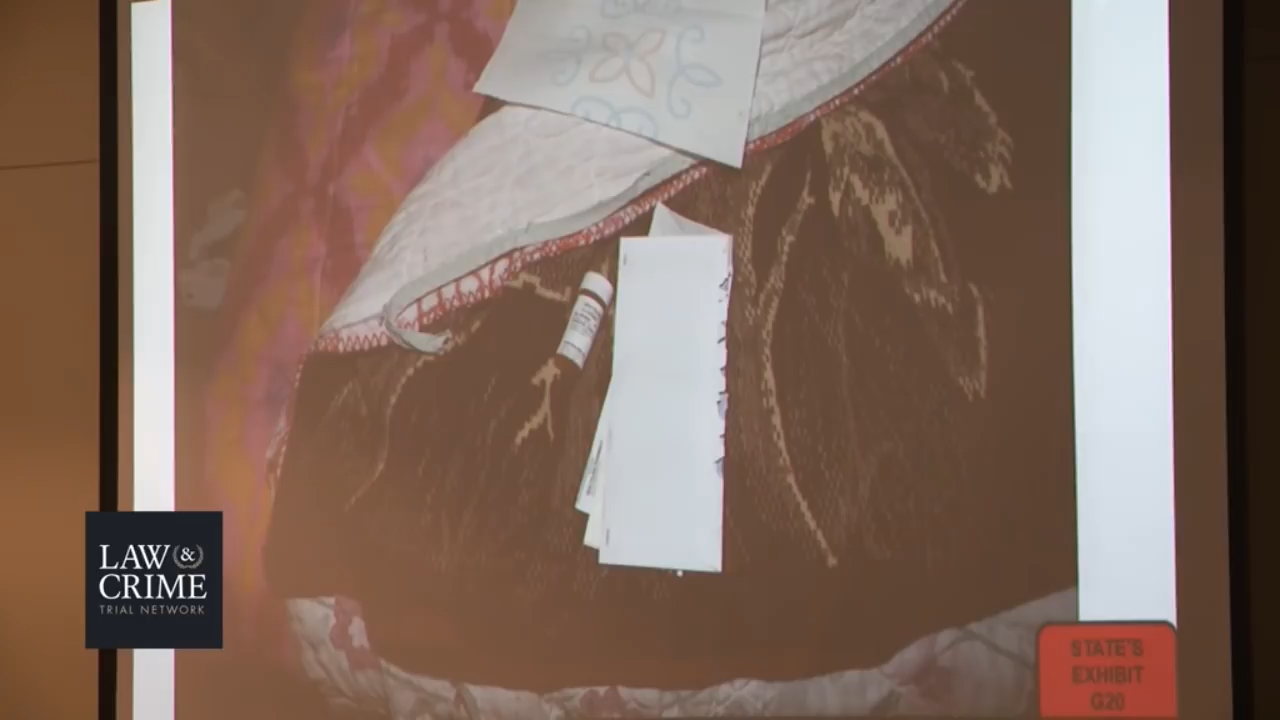 LAW &
CRIME
TRIAL NETWORK
STATE'S
EXHIBIT
G20